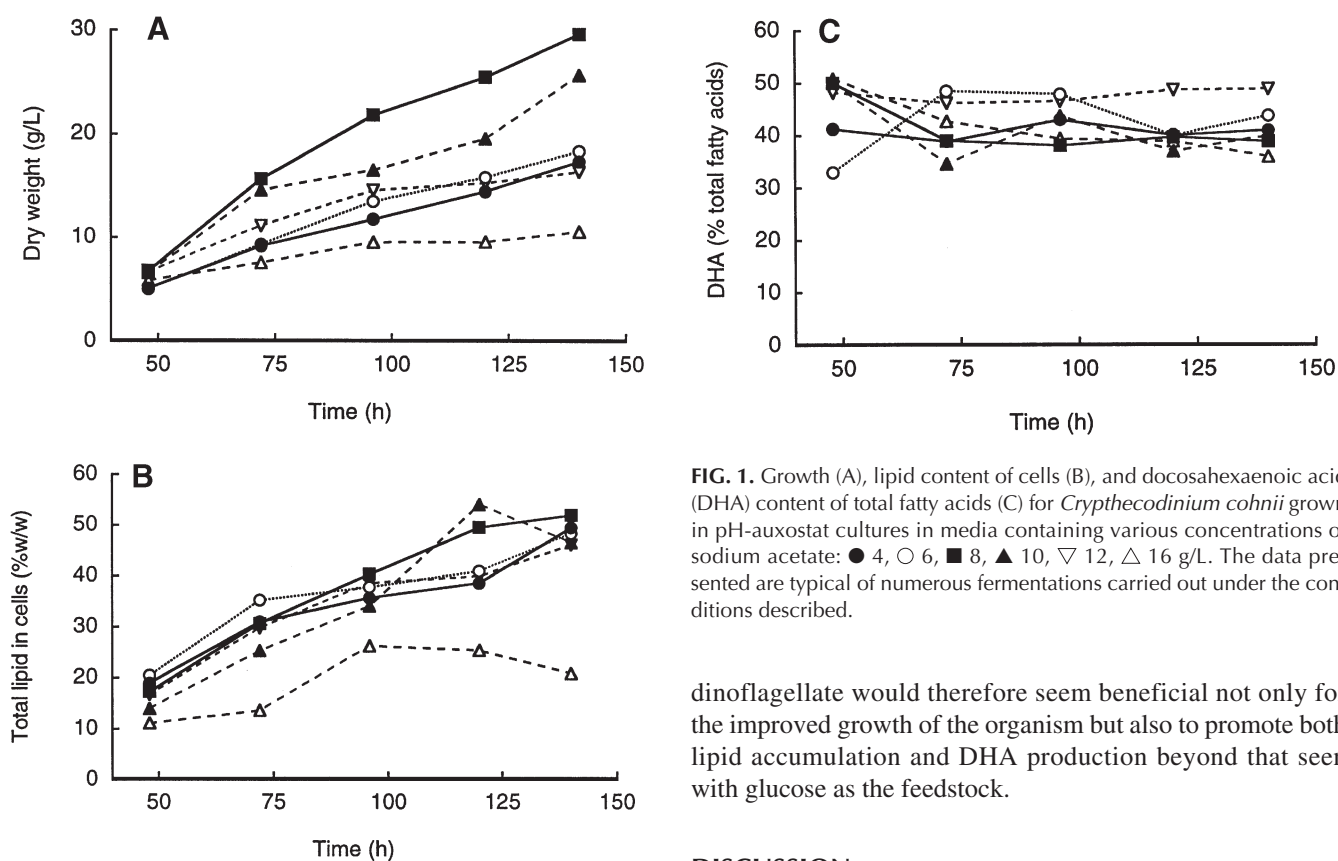 A
30
20
10
0
Dry weight (g/L)
50 75 100 125 150
Time (h)
B
60
50
40
30
20
10
0
Total lipid in cells (%w/w)
50 75 100 125 150
Time (h)
C
60
50
40
30
20
10
0
DHA (% total fatty acids)
50 75 100 125 150
Time (h)
FIG. 1. Growth (A), lipid content of cells (B), and docosahexaenoic acid
(DHA) content of total fatty acids (C) for Crypthecodinium cohnii grown
in pH-auxostat cultures in media containing various concentrations o
sodium acetate: ● 4, ○ 6, ■ 8, ▲ 10, ▽ 12, △ 16 g/L. The data pre
sented are typical of numerous fermentations carried out under the con
ditions described.
dinoflagellate would therefore seem beneficial not only fo
the improved growth of the organism but also to promote both
lipid accumulation and DHA production beyond that seen
with glucose as the feedstock.
DISCUSSION